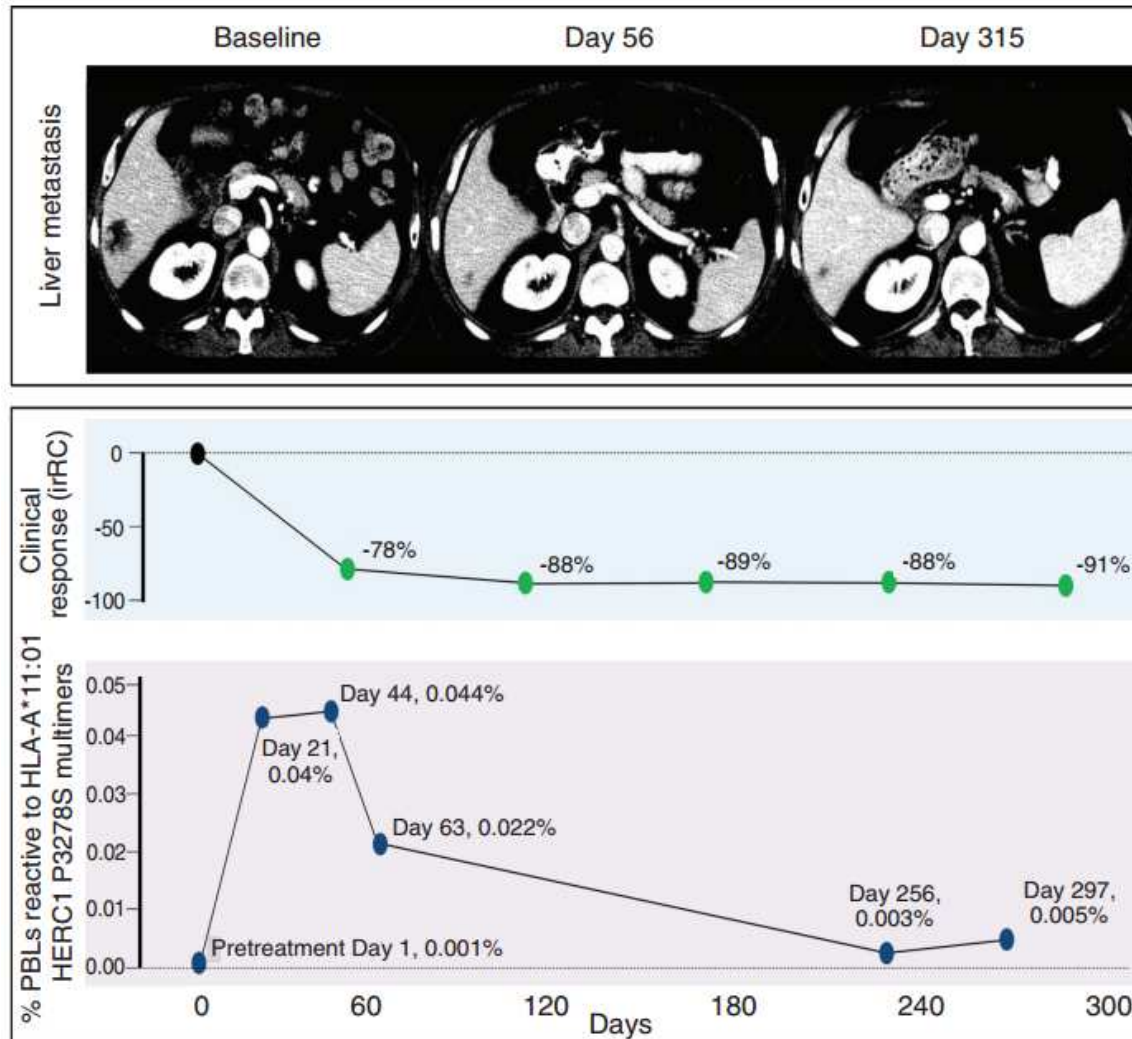 Baseline Day 56 Day 315
Liver metastasis
Clinical
response (irRC)
0
-50
-100
-78%
-88%
-89%
-88%
-91%
% PBLs reactive to HLA-A*11:01
HERC1 P3278S multimers
0.05
0.04
0.03
0.02
0.01
0.00
Day 44, 0.044%
Day 21,
0.04%
Day 63, 0.022%
Day 256,
0.003%
Day 297,
0.005%
Pretreatment Day 1, 0.001%
0 60 120 180 240 300
Days